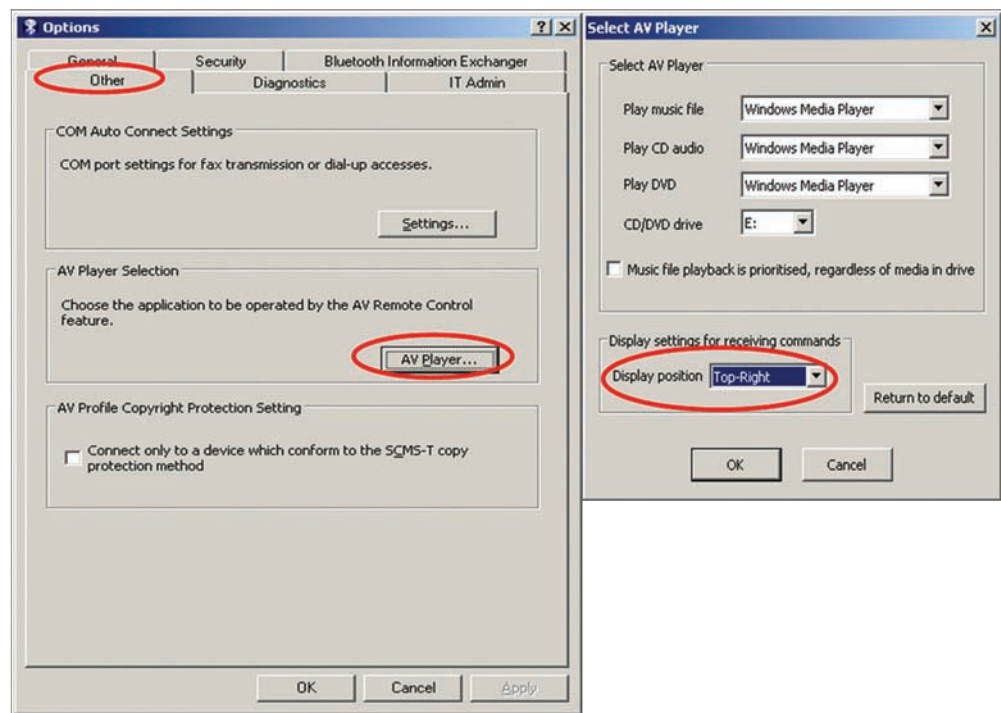 Options
General Security Bluetooth Information Exchanger
Other Diagnostics IT Admin
COM Auto Connect Settings
COM port settings for fax transmission or dial-up accesses.
Settings...
AV Player Selection
Choose the application to be operated by the AV Remote Control
feature.
AV Player...
AV Profile Copyright Protection Setting
Connect only to a device which conform to the SCMS-T copy
protection method
OK Cancel Apply
Select AV Player
Select AV Player
Play music file Windows Media Player
Play CD audio Windows Media Player
Play DVD Windows Media Player
CD/DVD drive E:
Music file playback is prioritised, regardless of media in drive
Display settings for receiving commands
Display position Top-Right
Return to default
OK Cancel